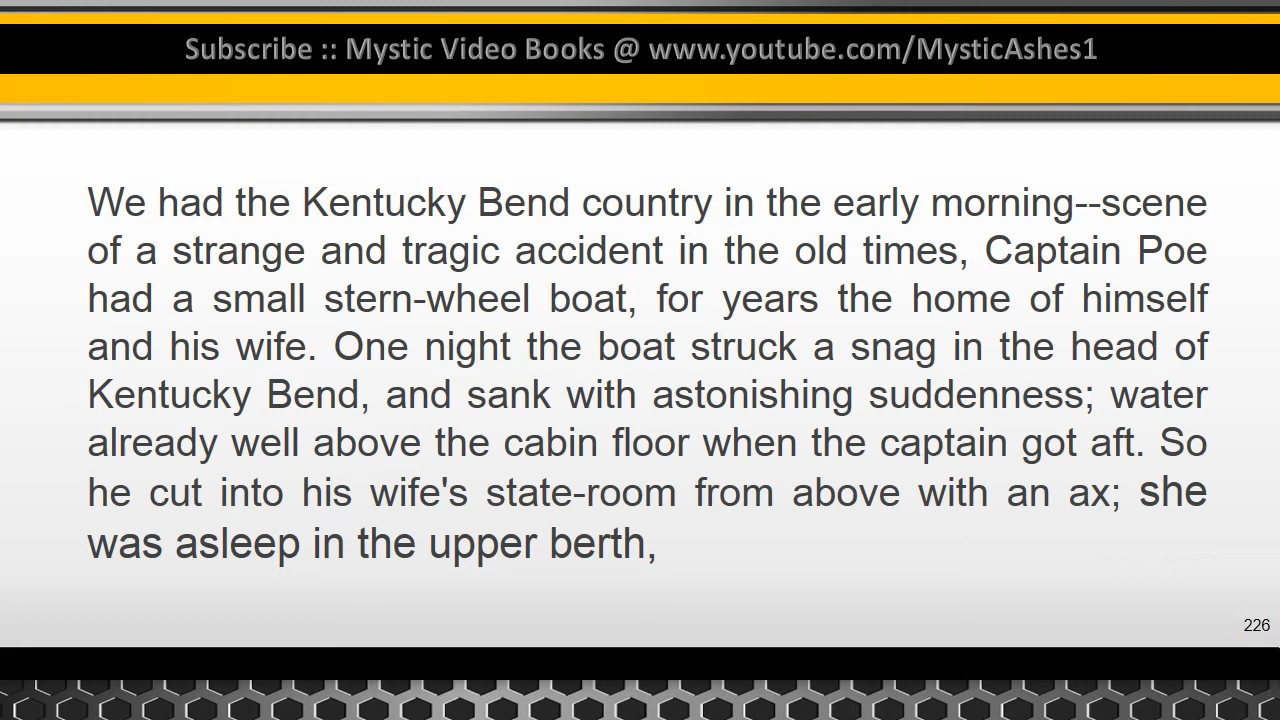 Subscribe :: Mystic Video Books @ www.youtube.com/MysticAshes1
We had the Kentucky Bend country in the early morning--scene
of a strange and tragic accident in the old times, Captain Poe
had a small stern-wheel boat, for years the home of himself
and his wife. One night the boat struck a snag in the head of
Kentucky Bend, and sank with astonishing suddenness; water
already well above the cabin floor when the captain got aft. So
he cut into his wife's state-room from above with an ax; she
was asleep in the upper berth,
226